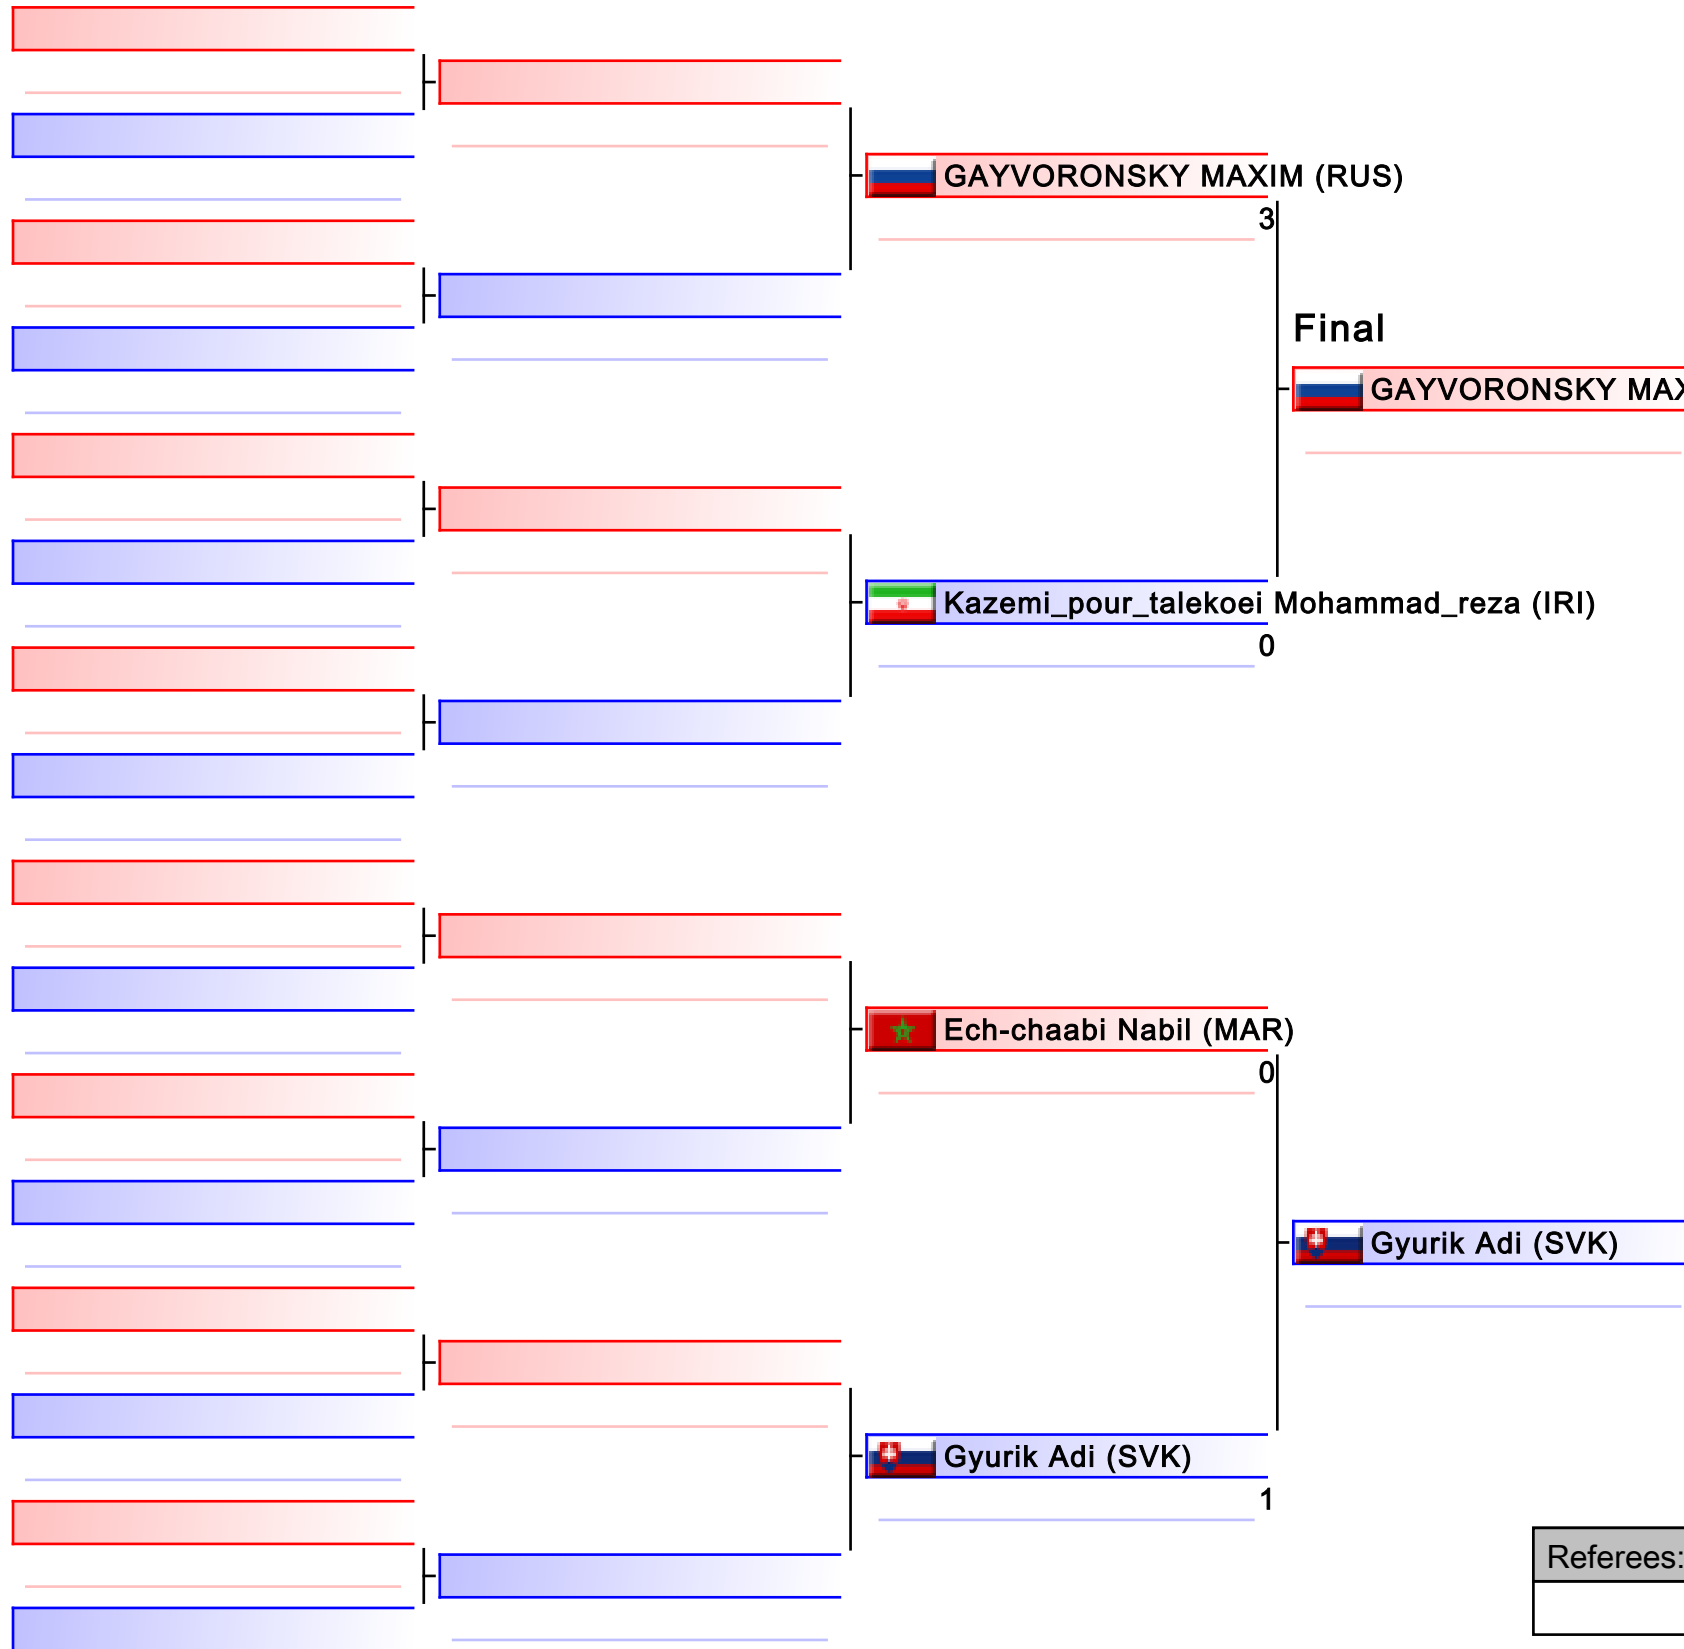 GAYVORONSKY MAXIM (RUS)
3
Final
GAYVORONSKY MAX
Kazemi_pour_talekoei Mohammad_reza (IRI)
0
Ech-chaabi Nabil (MAR)
0
Gyurik Adi (SVK)
Gyurik Adi (SVK)
1
Referees: